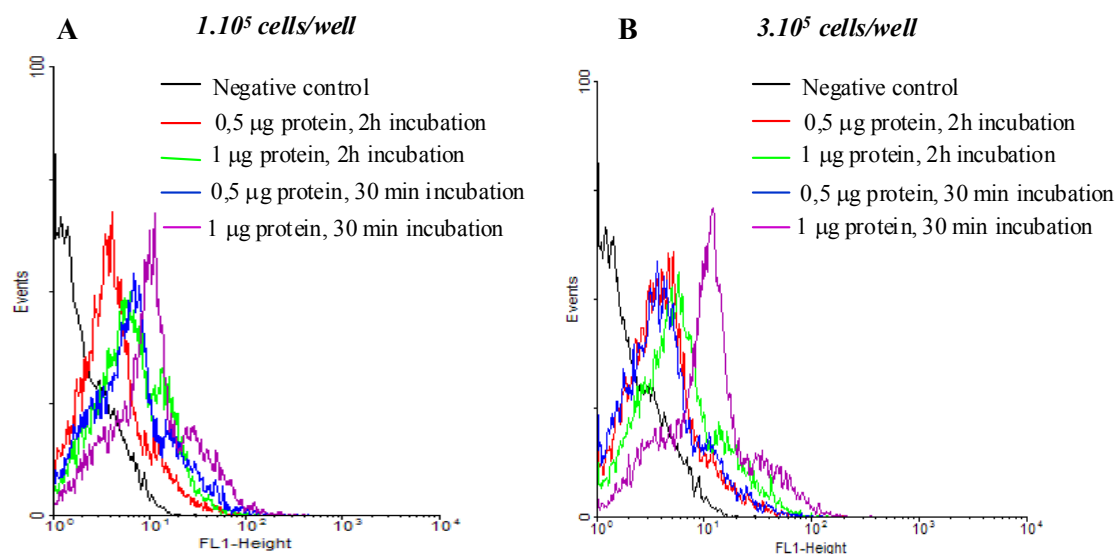 A
1.10⁵ cells/well
100
Negative control
0,5 µg protein, 2h incubation
1 µg protein, 2h incubation
0,5 µg protein, 30 min incubation
1 µg protein, 30 min incubation
Events
0
10⁰ 10¹ 10² 10³ 10⁴
FL1-Height
B
3.10⁵ cells/well
100
Negative control
0,5 µg protein, 2h incubation
1 µg protein, 2h incubation
0,5 µg protein, 30 min incubation
1 µg protein, 30 min incubation
Events
0
10⁰ 10¹ 10² 10³ 10⁴
FL1-Height